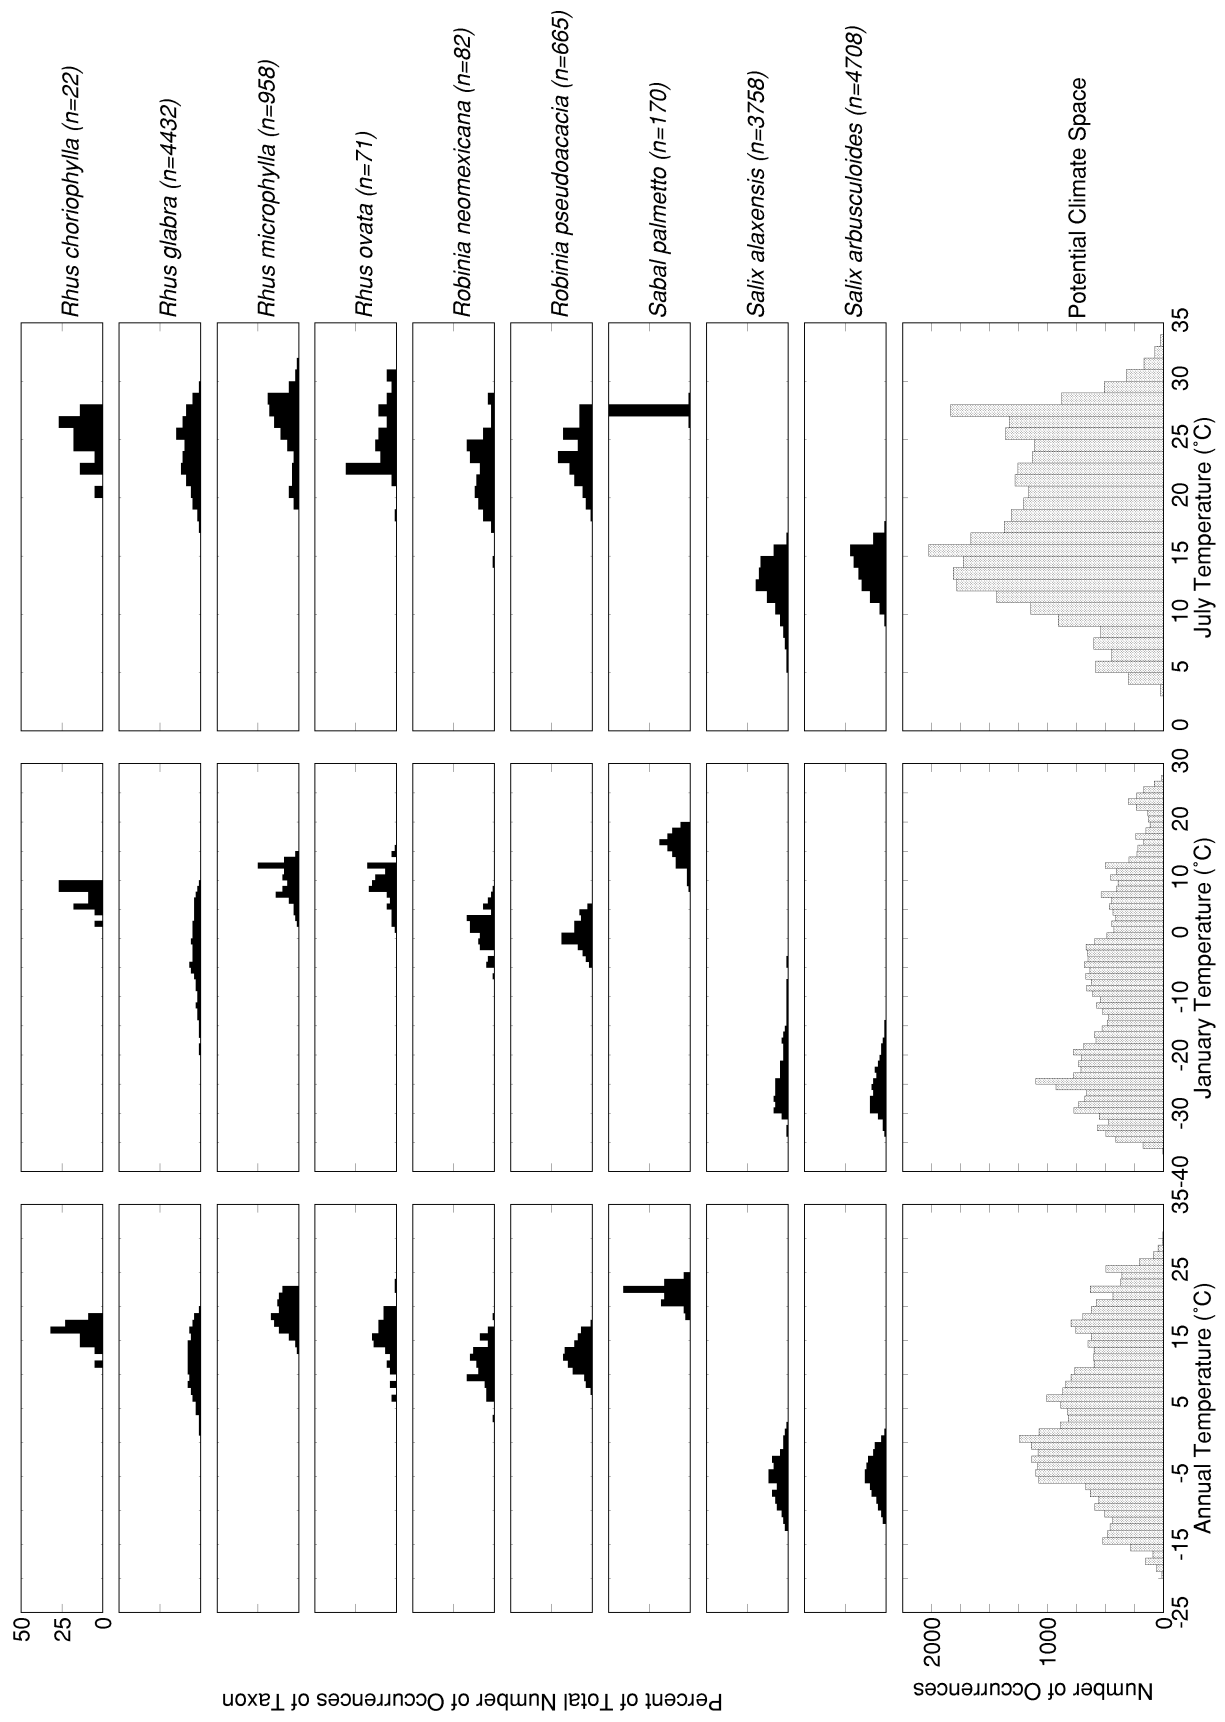 Rhus choriophylla (n=22)
Rhus glabra (n=4432)
Rhus microphylla (n=958)
Rhus ovata (n=71)
Robinia neomexicana (n=82)
Robinia pseudoacacia (n=665)
Sabal palmetto (n=170)
Salix alaxensis (n=3758)
Salix arbusculoides (n=4708)
Potential Climate Space
50
25
0
Percent of Total Number of Occurrences of Taxon
2000
1000
0
Number of Occurrences
-25 -15 -5 5 15 25 35
Annual Temperature (°C)
-40 -30 -20 -10 0 10 20 30
January Temperature (°C)
0 5 10 15 20 25 30 35
July Temperature (°C)